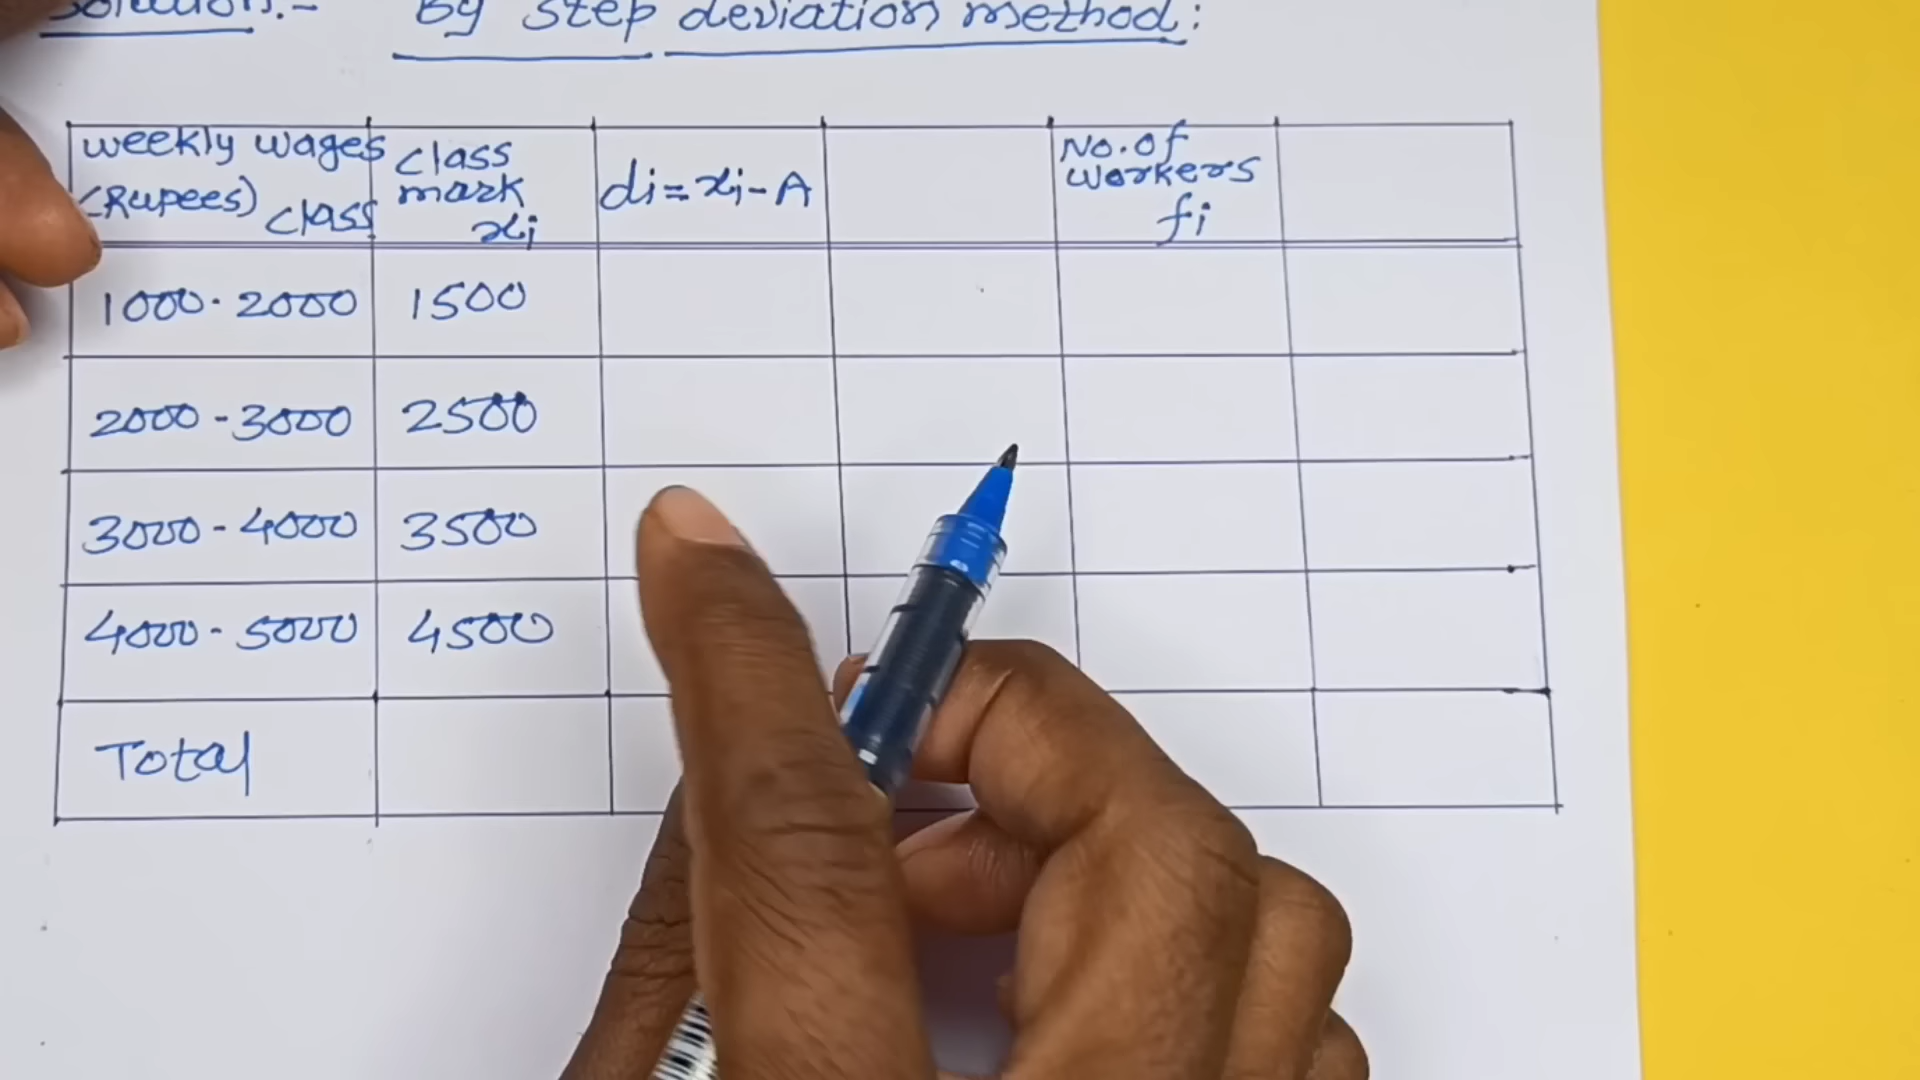 Solution:- By Step deviation method:
weekly wages
(Rupees) class
class
mark
xi
di = xi - A
No. of
workers
fi
1000 - 2000 1500
2000 - 3000 2500
3000 - 4000 3500
4000 - 5000 4500
Total